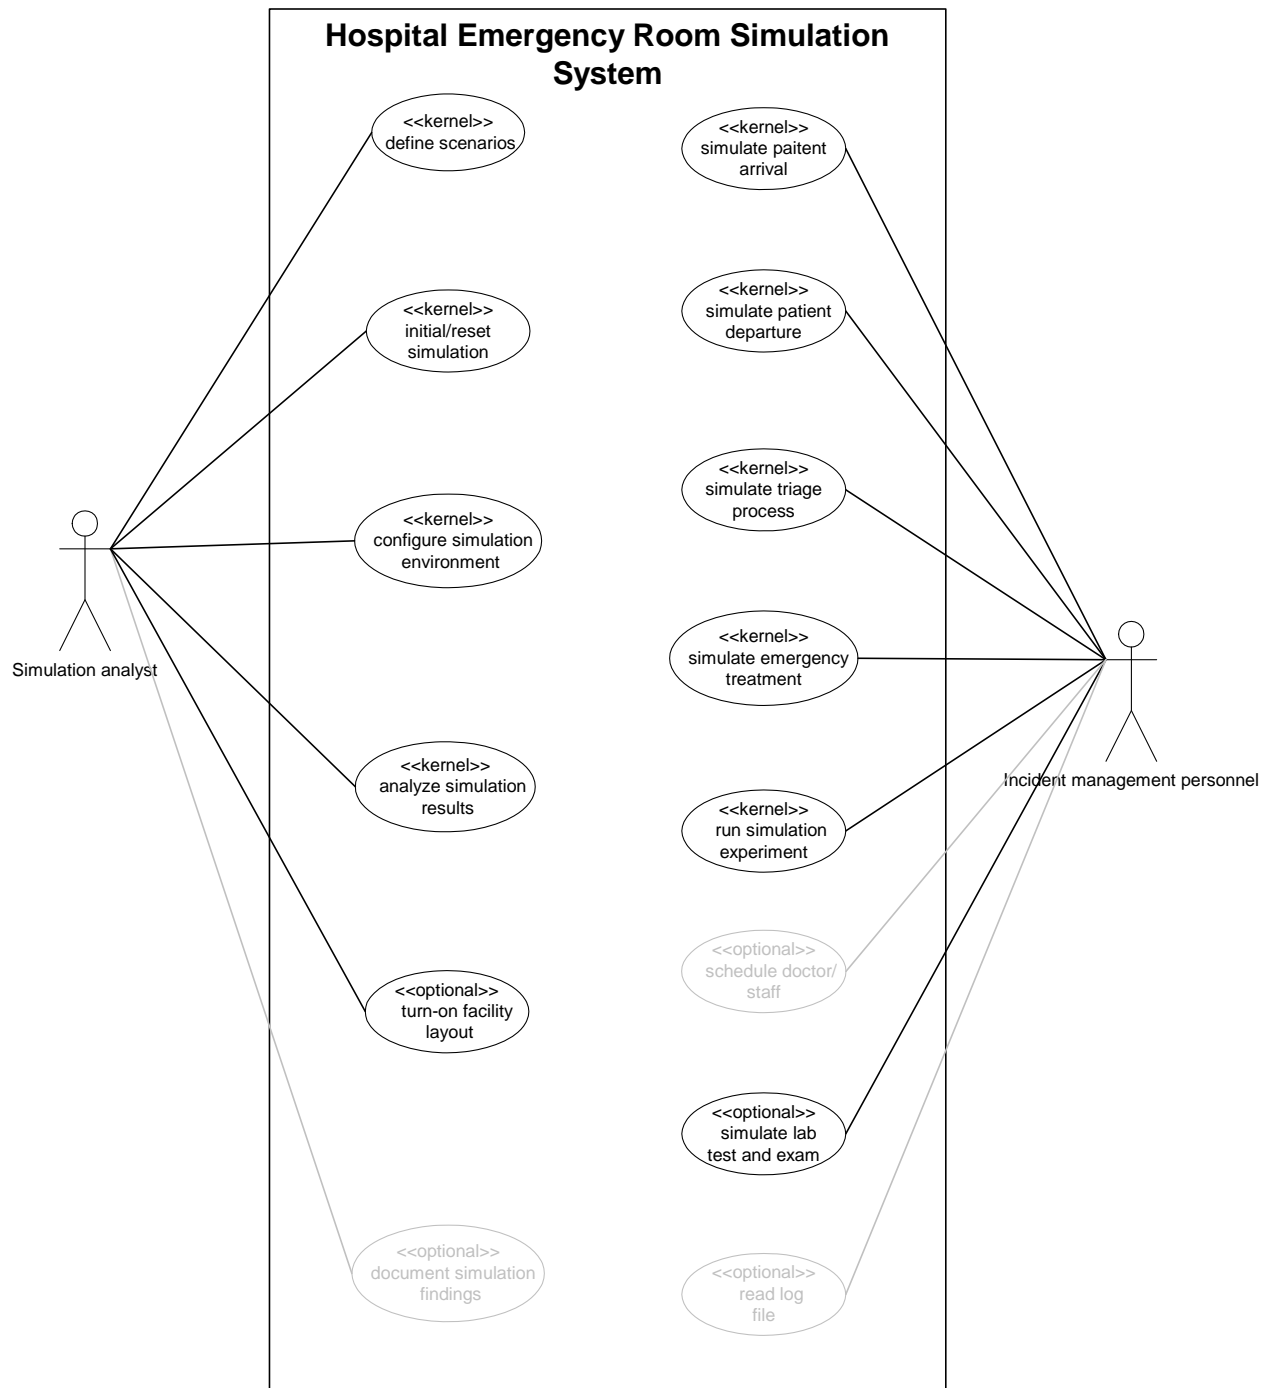 Hospital Emergency Room Simulation
System
<<kernel>>
define scenarios
<<kernel>>
initial/reset
simulation
<<kernel>>
configure simulation
environment
Simulation analyst
<<kernel>>
analyze simulation
results
<<optional>>
turn-on facility
layout
<<optional>>
document simulation
findings
<<kernel>>
simulate paitent
arrival
<<kernel>>
simulate patient
departure
<<kernel>>
simulate triage
process
<<kernel>>
simulate emergency
treatment
Incident management personnel
<<kernel>>
run simulation
experiment
<<optional>>
schedule doctor/
staff
<<optional>>
simulate lab
test and exam
<<optional>>
read log
file